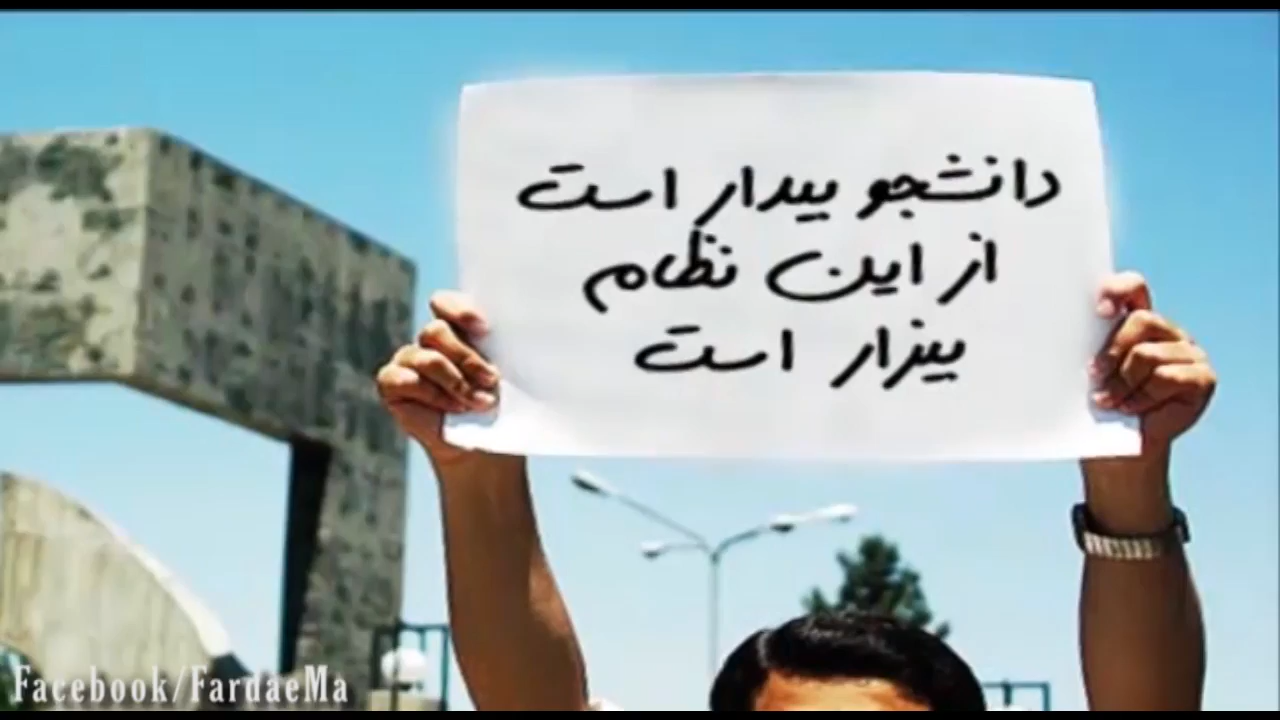 دانشجو بیدار است
از این نظام
بیزار است
Facebook/FardaeMa